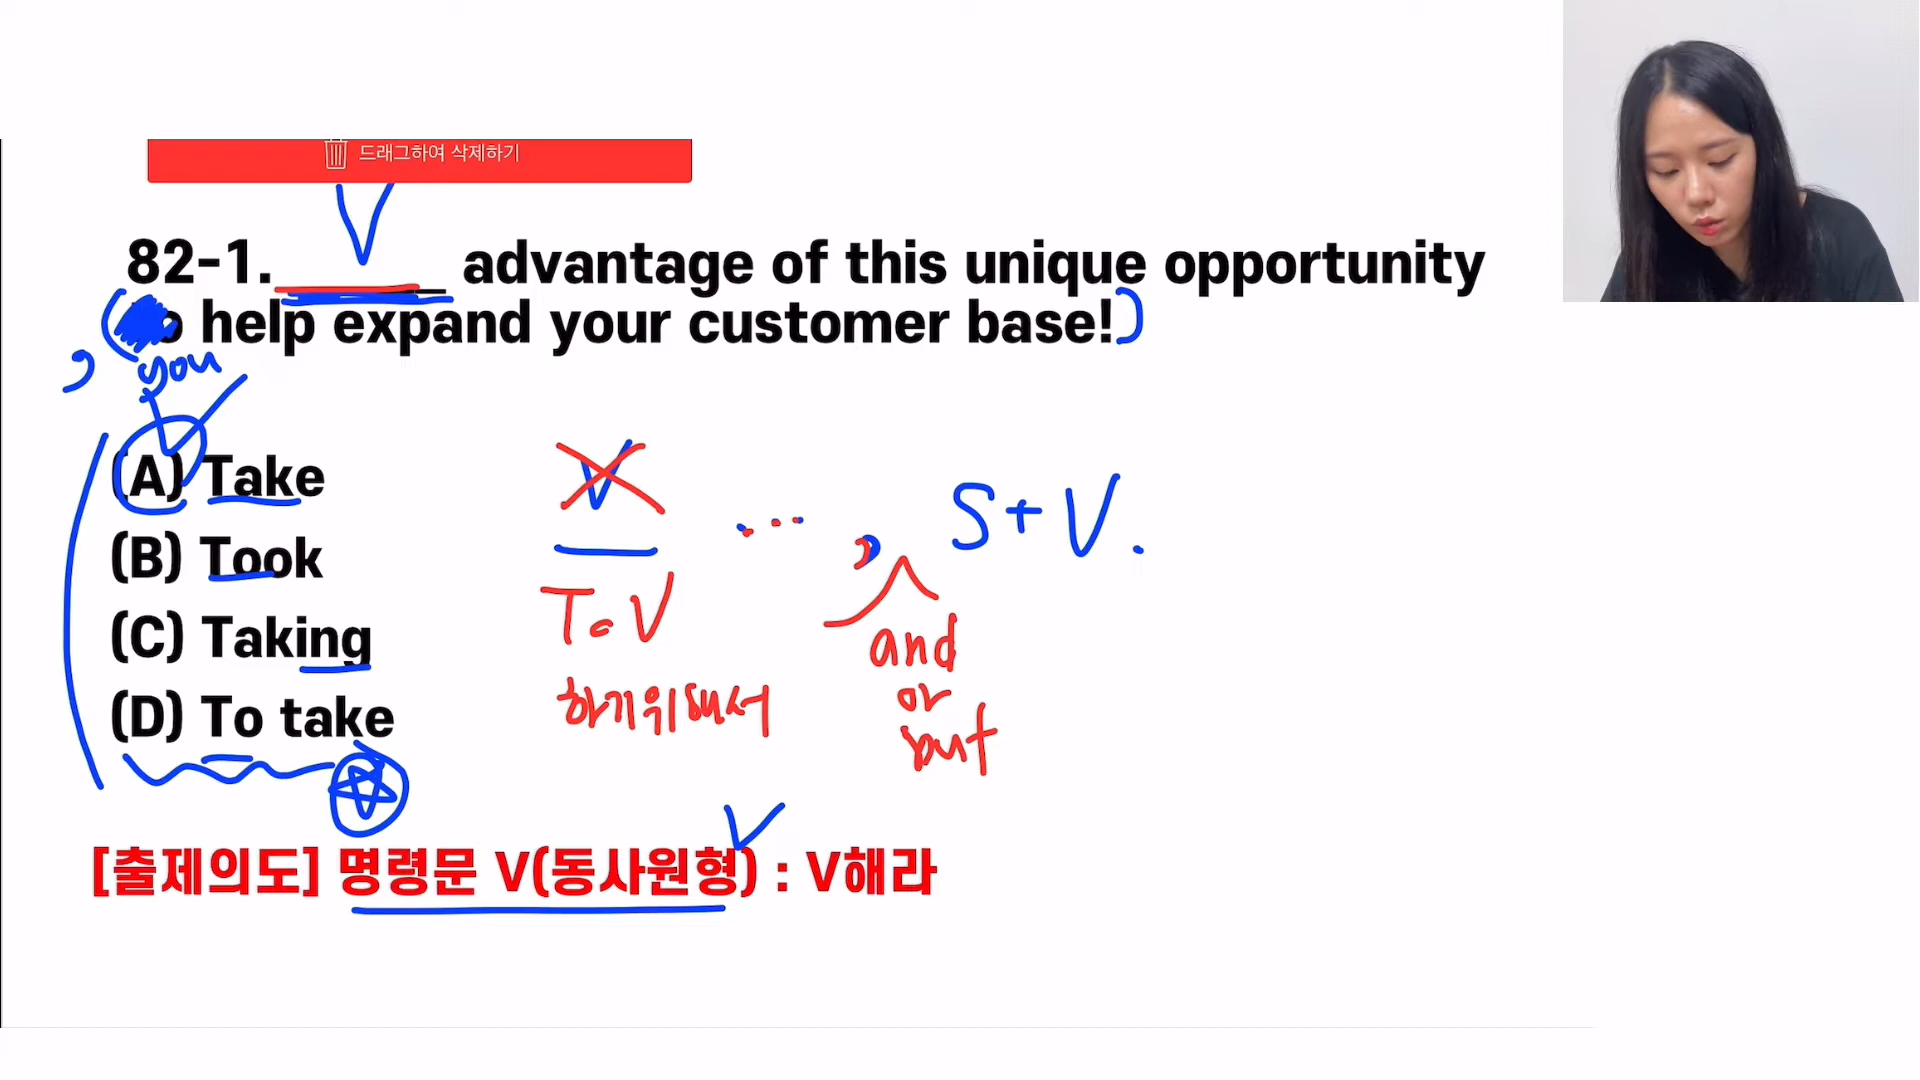 드래그하여 삭제하기
V
82-1. ______ advantage of this unique opportunity
help expand your customer base!
, you
(A) Take
(B) Took
(C) Taking
(D) To take
V ... , S + V.
To V
하기위해서
and
or
but
[출제의도] 명령문 V(동사원형) : V해라